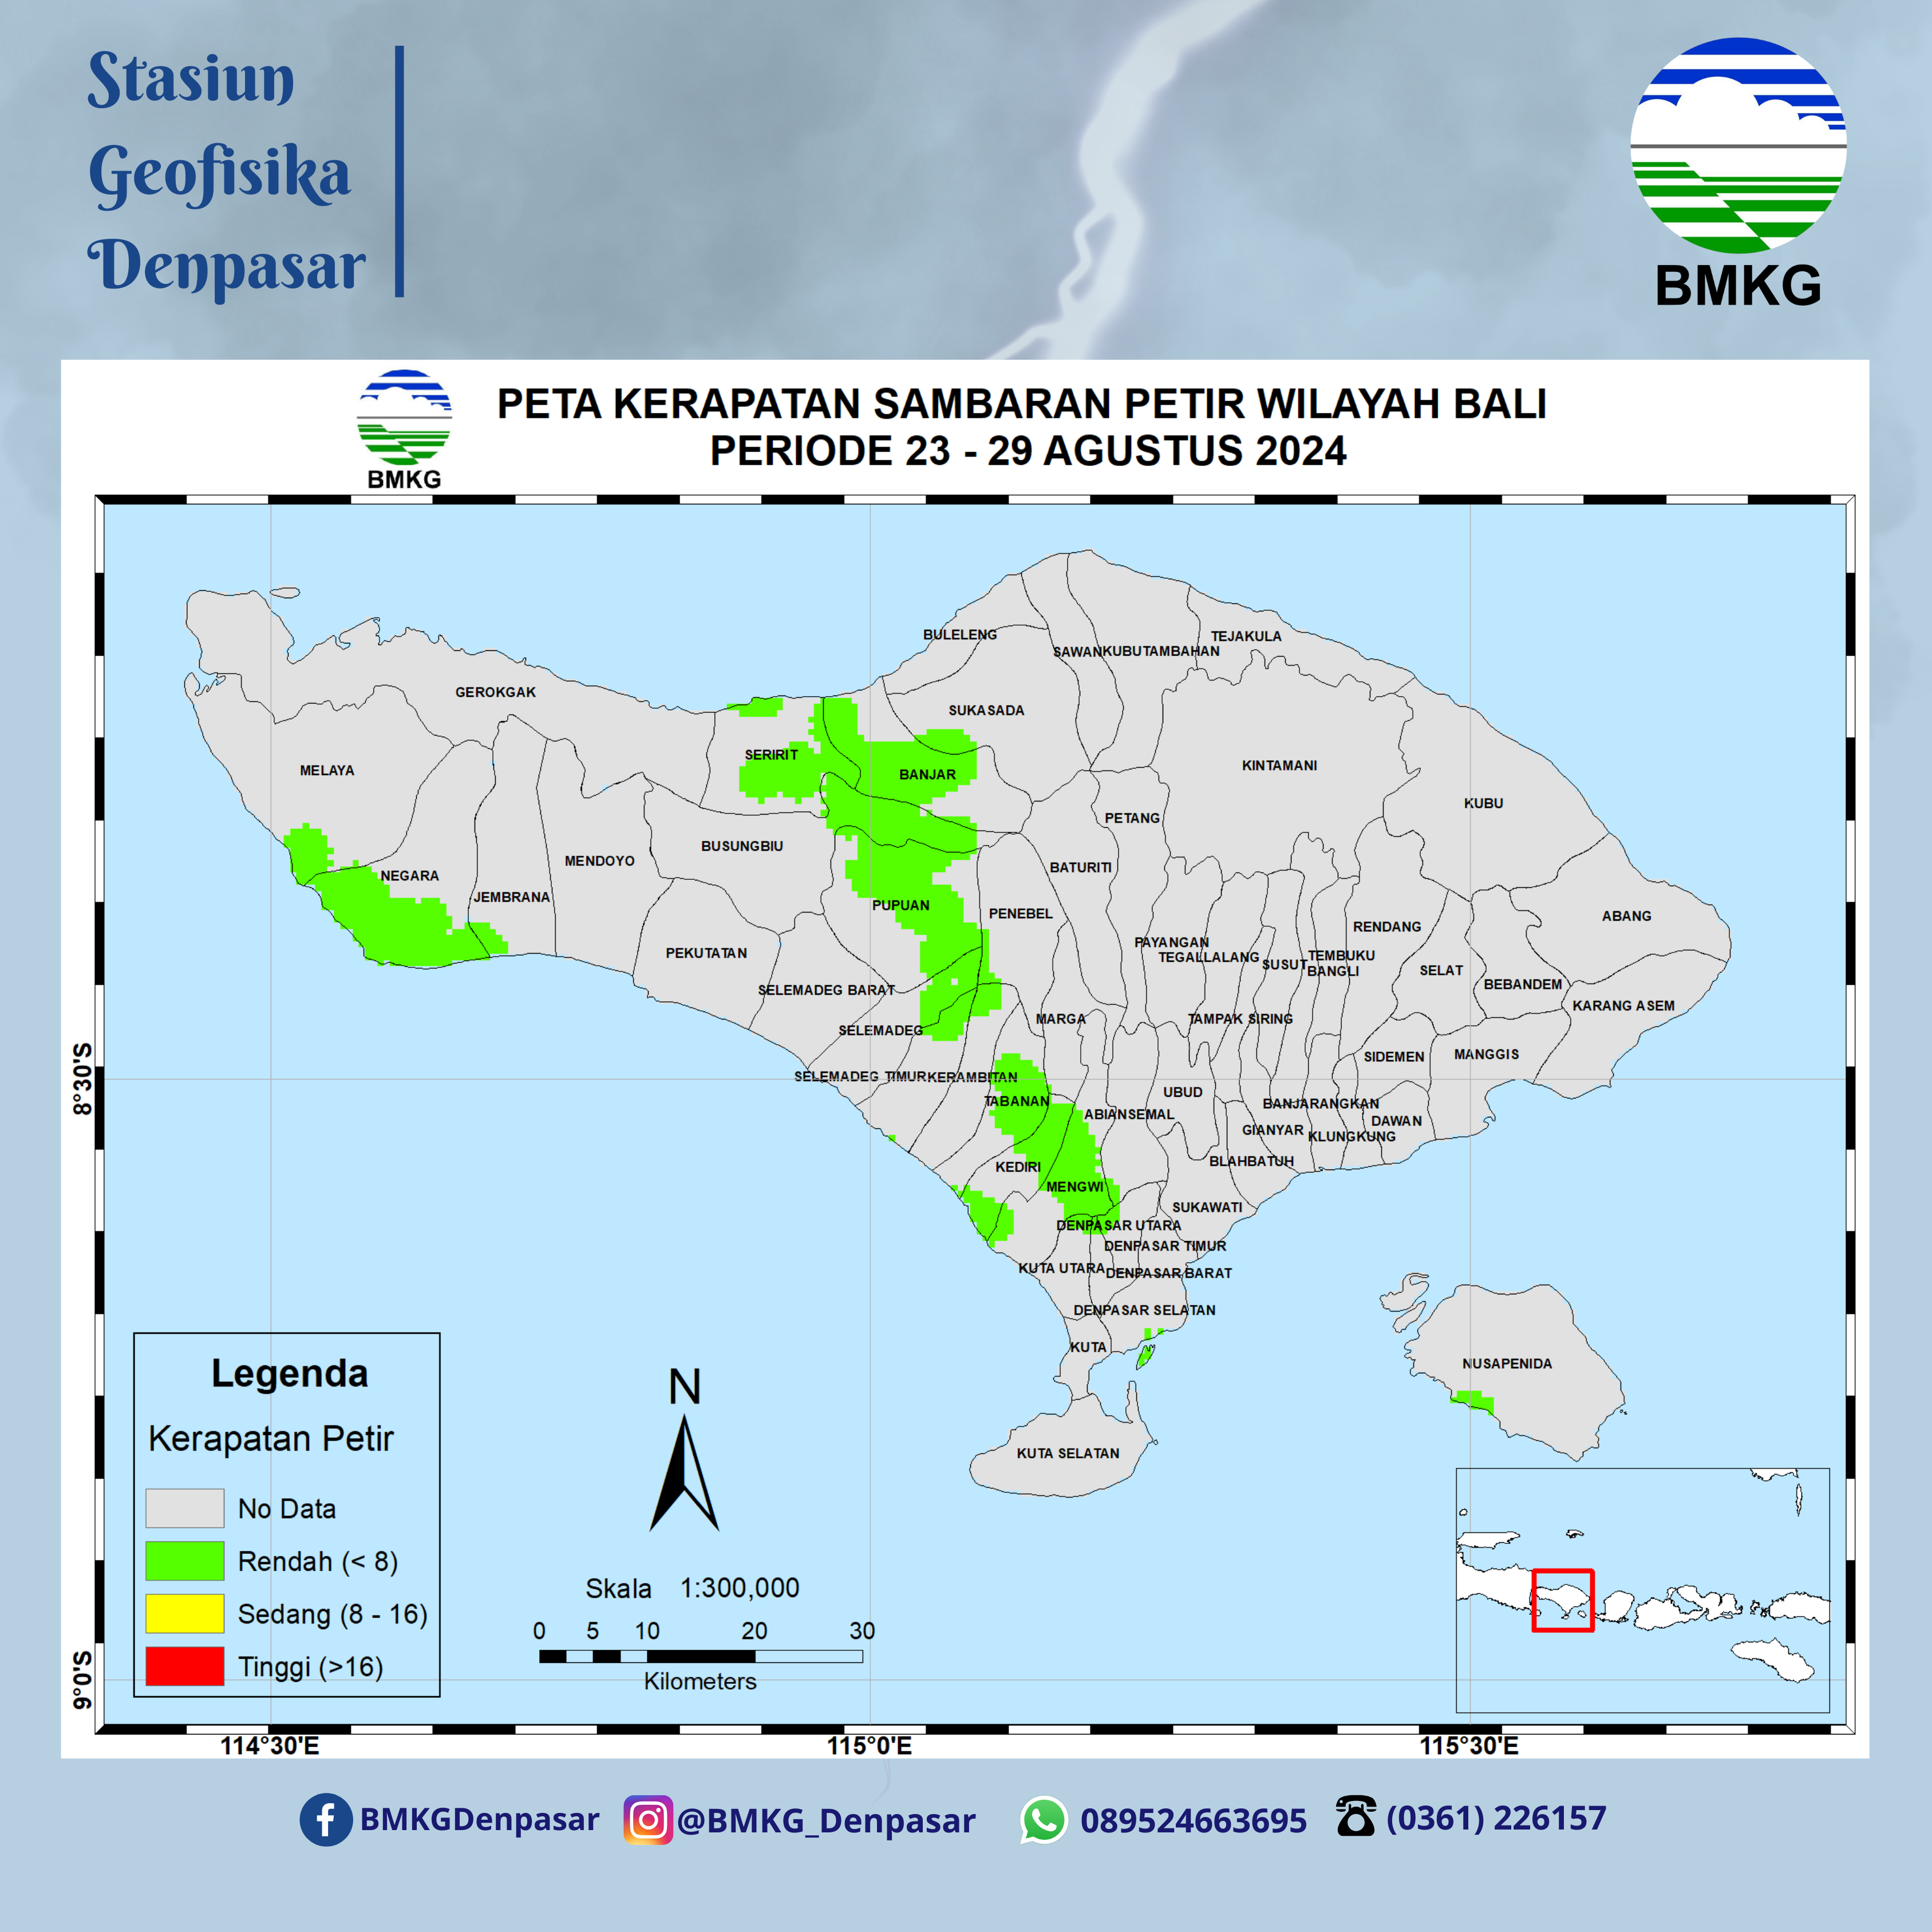 Stasiun
Geofisika
Denpasar
BMKG
BMKG
PETA KERAPATAN SAMBARAN PETIR WILAYAH BALI
PERIODE 23 - 29 AGUSTUS 2024
BULELENG
TEJAKULA
SAWAN
KUBUTAMBAHAN
GEROKGAK
SUKASADA
SERIRIT
MELAYA
BANJAR
KINTAMANI
KUBU
PETANG
BUSUNGBIU
MENDOYO
BATURITI
NEGARA
JEMBRANA
PUPUAN
PENEBEL
ABANG
RENDANG
PAYANGAN
PEKUTATAN
TEGALLALANG
TEMBUKU
SUSUT
BANGLI
SELAT
BEBANDEM
SELEMADEG BARAT
KARANG ASEM
MARGA
TAMPAK SIRING
SELEMADEG
SIDEMEN
MANGGIS
SELEMADEG TIMUR
KERAMBITAN
UBUD
TABANAN
BANJARANGKAN
ABIANSEMAL
DAWAN
GIANYAR
KLUNGKUNG
BLAHBATUH
KEDIRI
MENGWI
SUKAWATI
DENPASAR UTARA
DENPASAR TIMUR
KUTA UTARA
DENPASAR BARAT
DENPASAR SELATAN
KUTA
NUSAPENIDA
KUTA SELATAN
8°30'S
9°0'S
Legenda
Kerapatan Petir
No Data
Rendah (< 8)
Sedang (8 - 16)
Tinggi (>16)
N
Skala 1:300,000
0 5 10 20 30
Kilometers
114°30'E 115°0'E 115°30'E
BMKGDenpasar @BMKG_Denpasar 089524663695 (0361) 226157